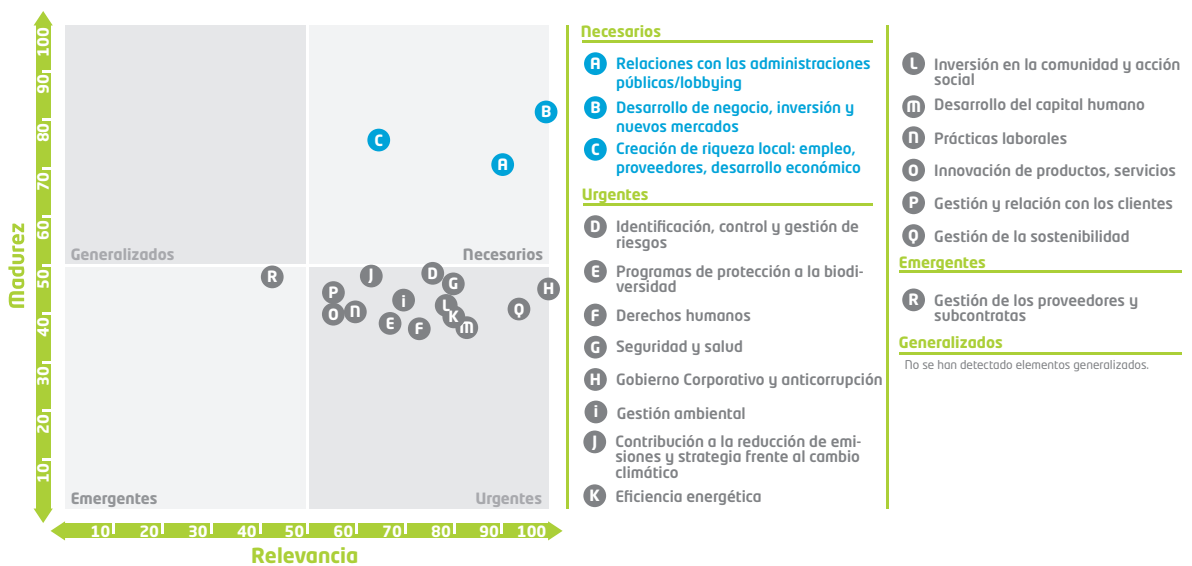 Madurez
100
90
80
70
60
50
40
30
20
10
Generalizados
Necesarios
B
C
A
R
J
D
G
H
P
i
L
O
N
K
Q
E
F
M
Emergentes
Urgentes
10 20 30 40 50 60 70 80 90 100
Relevancia
Necesarios
A Relaciones con las administraciones
públicas/lobbying
B Desarrollo de negocio, inversión y
nuevos mercados
C Creación de riqueza local: empleo,
proveedores, desarrollo económico
Urgentes
D Identificación, control y gestión de
riesgos
E Programas de protección a la biodi-
versidad
F Derechos humanos
G Seguridad y salud
H Gobierno Corporativo y anticorrupción
i Gestión ambiental
J Contribución a la reducción de emi-
siones y strategia frente al cambio
climático
K Eficiencia energética
L Inversión en la comunidad y acción
social
M Desarrollo del capital humano
N Prácticas laborales
O Innovación de productos, servicios
P Gestión y relación con los clientes
Q Gestión de la sostenibilidad
Emergentes
R Gestión de los proveedores y
subcontratas
Generalizados
No se han detectado elementos generalizados.